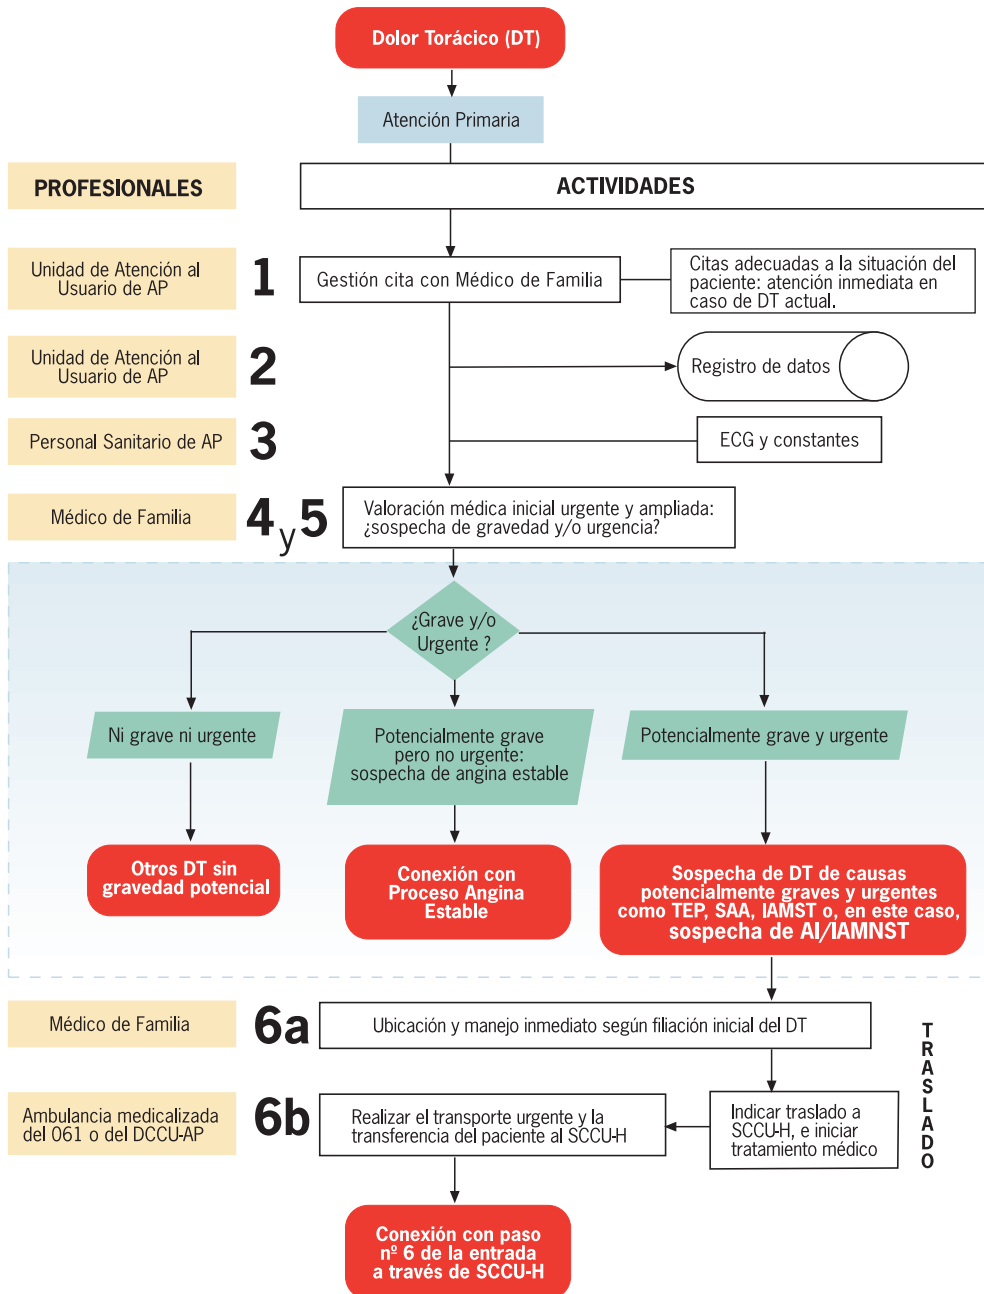 Dolor Torácico (DT)
Atención Primaria
PROFESIONALES
ACTIVIDADES
Unidad de Atención al
Usuario de AP
1
Gestión cita con Médico de Familia
Citas adecuadas a la situación del
paciente: atención inmediata en
caso de DT actual.
Unidad de Atención al
Usuario de AP
2
Registro de datos
Personal Sanitario de AP
3
ECG y constantes
Médico de Familia
4 y 5
Valoración médica inicial urgente y ampliada:
¿sospecha de gravedad y/o urgencia?
¿Grave y/o
Urgente ?
Ni grave ni urgente
Potencialmente grave
pero no urgente:
sospecha de angina estable
Potencialmente grave y urgente
Otros DT sin
gravedad potencial
Conexión con
Proceso Angina
Estable
Sospecha de DT de causas
potencialmente graves y urgentes
como TEP, SAA, IAMST o, en este caso,
sospecha de AI/IAMNST
Médico de Familia
6a
Ubicación y manejo inmediato según filiación inicial del DT
TRASLADO
Ambulancia medicalizada
del 061 o del DCCU-AP
6b
Realizar el transporte urgente y la
transferencia del paciente al SCCU-H
Indicar traslado a
SCCU-H, e iniciar
tratamiento médico
Conexión con paso
nº 6 de la entrada
a través de SCCU-H